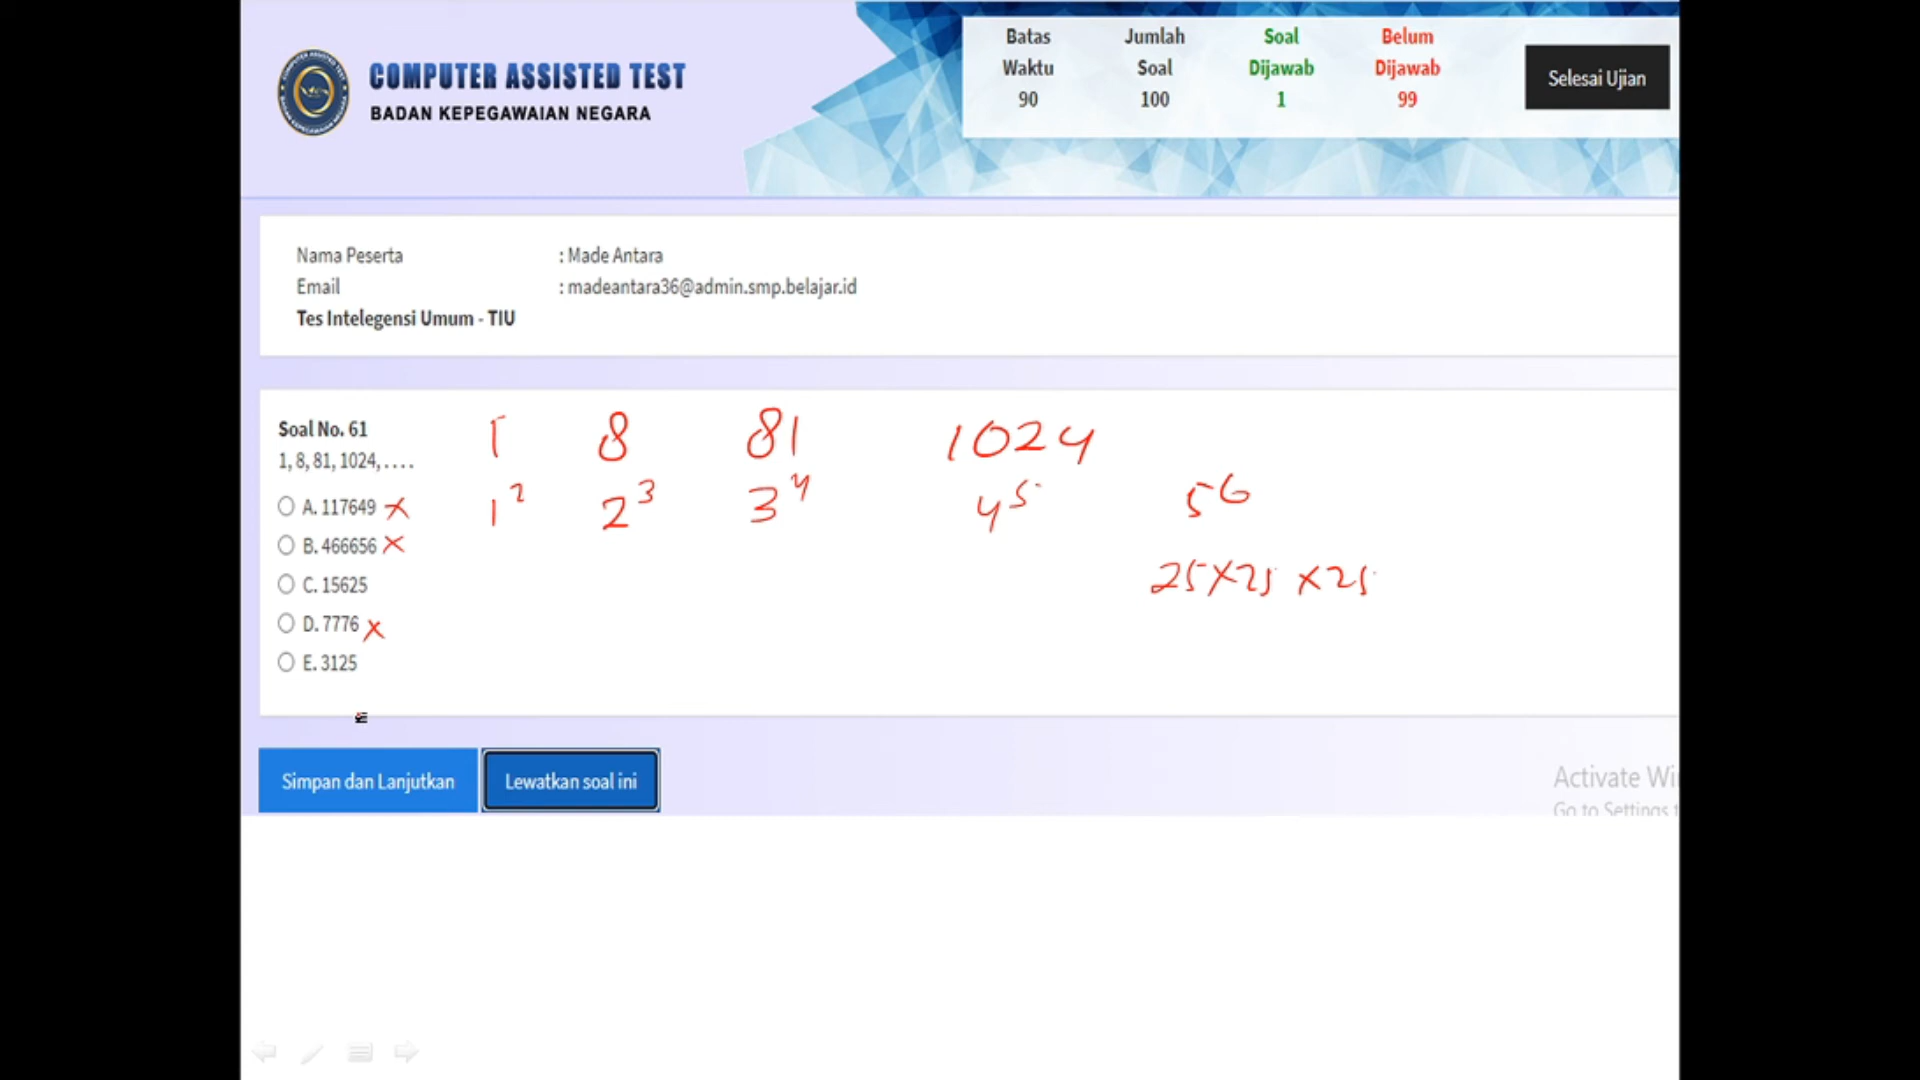 COMPUTER ASSISTED TEST
BADAN KEPEGAWAIAN NEGARA
Batas Waktu 90
Jumlah Soal 100
Soal Dijawab 1
Belum Dijawab 99
Selesai Ujian
Nama Peserta : Made Antara
Email : madeantara36@admin.smp.belajar.id
Tes Intelegensi Umum - TIU
Soal No. 61
1, 8, 81, 1024, . . . .
A. 117649 ×
B. 466656 ×
C. 15625
D. 7776 ×
E. 3125
1 8 81 1024
1² 2³ 3⁴ 4⁵ 5⁶
25×25 ×25
Simpan dan Lanjutkan
Lewatkan soal ini
Activate Wi
Go to Settings t